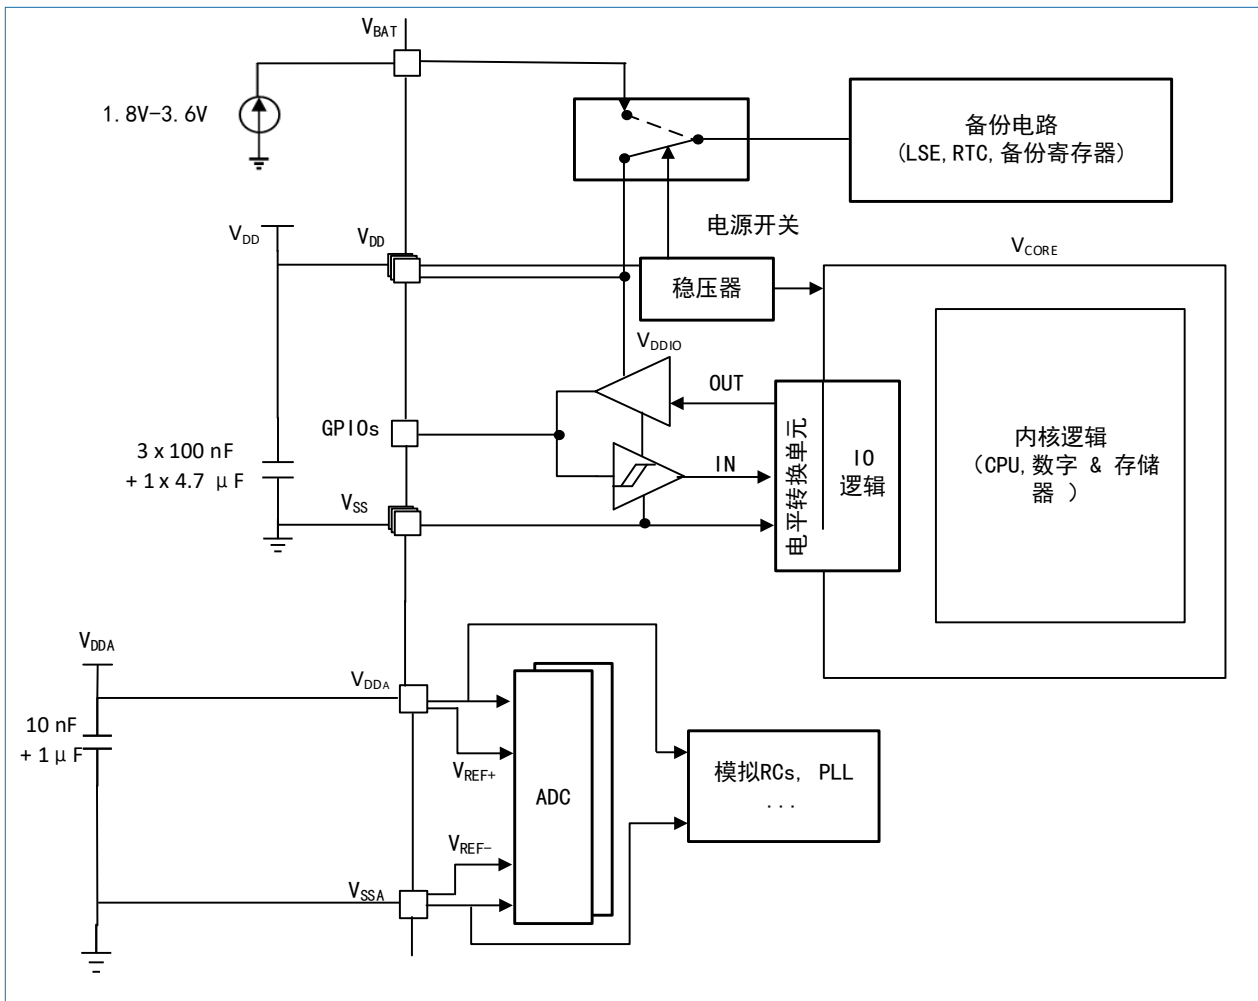 VBAT
1.8V-3.6V
备份电路
(LSE,RTC,备份寄存器)
电源开关
VDD
VDD
VCORE
稳压器
VDDIO
OUT
GPIOs
3 x 100 nF
+ 1 x 4.7 μF
IN
电平转换单元
IO
逻辑
内核逻辑
(CPU,数字 & 存储
器 )
VSS
VDDA
VDDA
10 nF
+ 1 μF
VREF+
ADC
模拟RCs, PLL
...
VREF-
VSSA